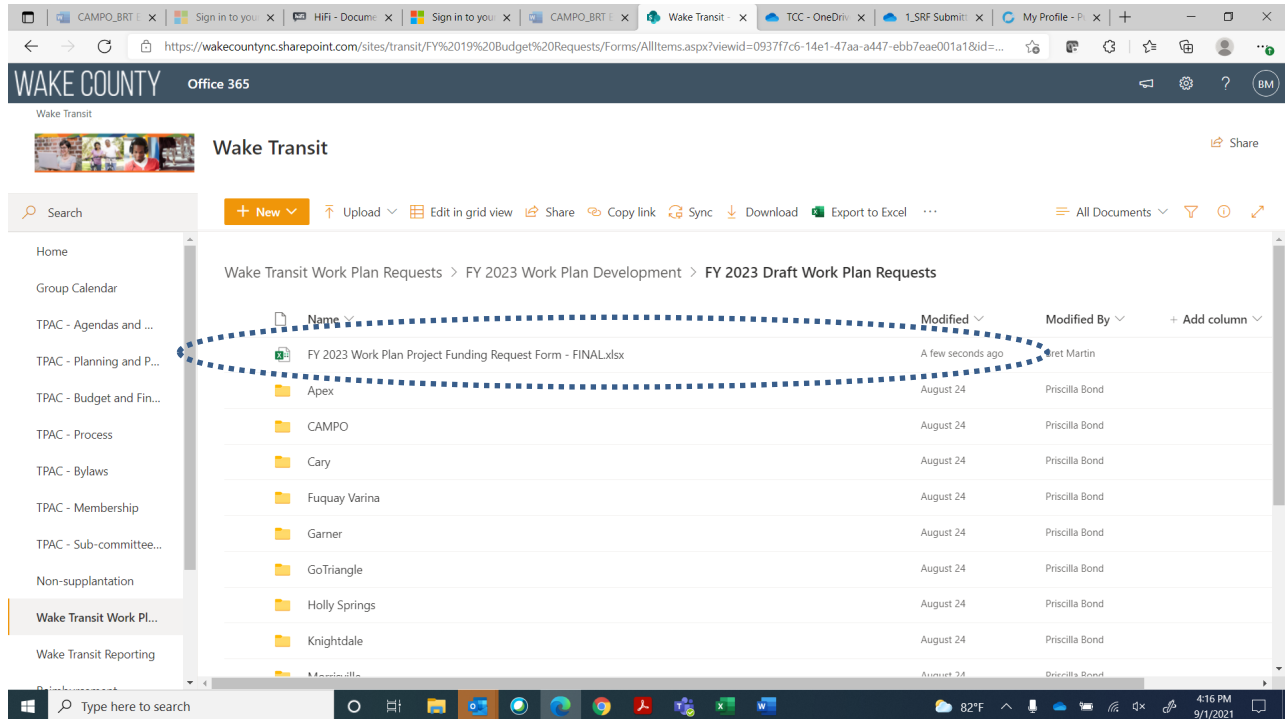 CAMPO_BRT E
Sign in to your
HiFi - Docume
Sign in to your
CAMPO_BRT E
Wake Transit -
TCC - OneDriv
1_SRF Submitt
My Profile - P
https://wakecountync.sharepoint.com/sites/transit/FY%2019%20Budget%20Requests/Forms/AllItems.aspx?viewid=0937f7c6-14e1-47aa-a447-ebb7eae001a1&id=...
WAKE COUNTY Office 365 ? BM
Wake Transit
Wake Transit
Share
Search
+ New Upload Edit in grid view Share Copy link Sync Download Export to Excel ··· All Documents
Home
Group Calendar
TPAC - Agendas and ...
TPAC - Planning and P...
TPAC - Budget and Fin...
TPAC - Process
TPAC - Bylaws
TPAC - Membership
TPAC - Sub-committee...
Non-supplantation
Wake Transit Work Pl...
Wake Transit Reporting
Wake Transit Work Plan Requests > FY 2023 Work Plan Development > FY 2023 Draft Work Plan Requests
Name Modified Modified By + Add column
FY 2023 Work Plan Project Funding Request Form - FINAL.xlsx A few seconds ago Bret Martin
Apex August 24 Priscilla Bond
CAMPO August 24 Priscilla Bond
Cary August 24 Priscilla Bond
Fuquay Varina August 24 Priscilla Bond
Garner August 24 Priscilla Bond
GoTriangle August 24 Priscilla Bond
Holly Springs August 24 Priscilla Bond
Knightdale August 24 Priscilla Bond
Morrisville August 24 Priscilla Bond
Type here to search
82°F
4:16 PM
9/1/2021